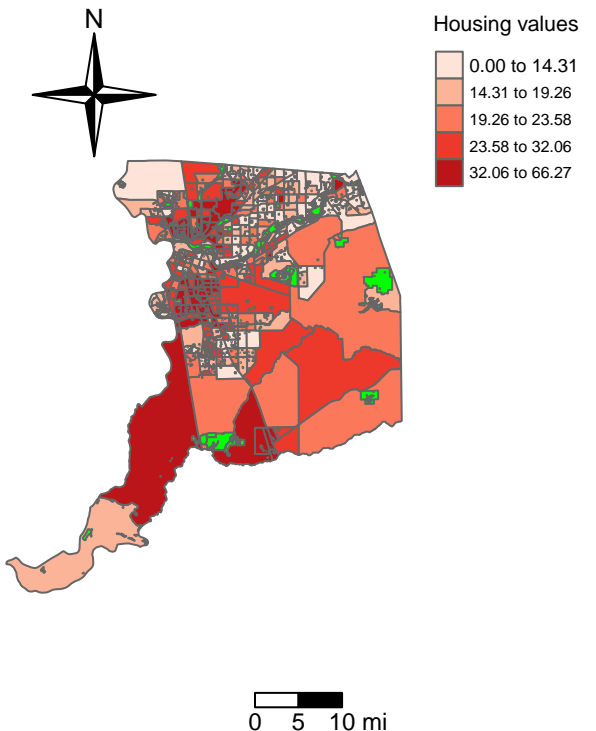 N
Housing values
0.00 to 14.31
14.31 to 19.26
19.26 to 23.58
23.58 to 32.06
32.06 to 66.27
0 5 10 mi